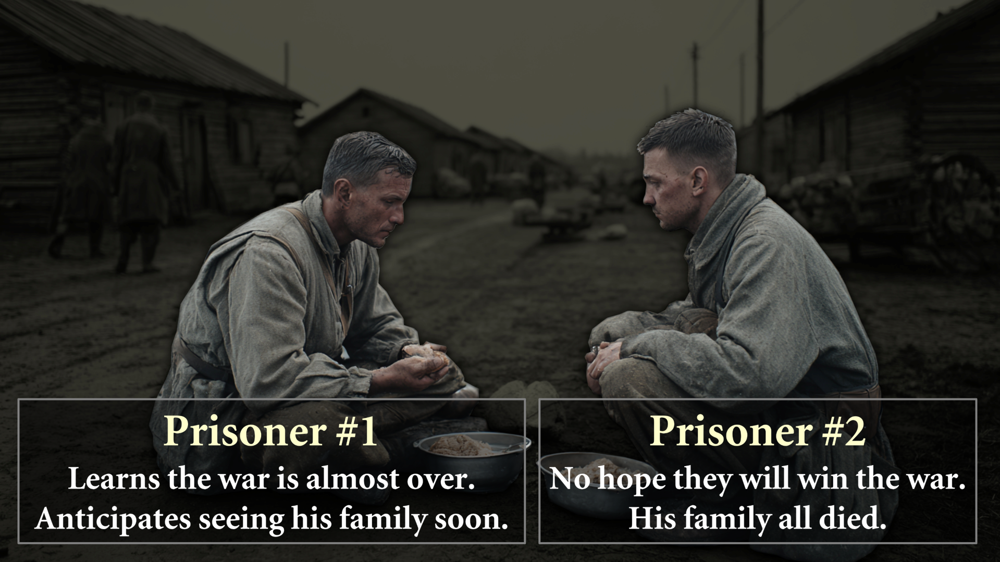 Prisoner #1
Learns the war is almost over.
Anticipates seeing his family soon.
Prisoner #2
No hope they will win the war.
His family all died.